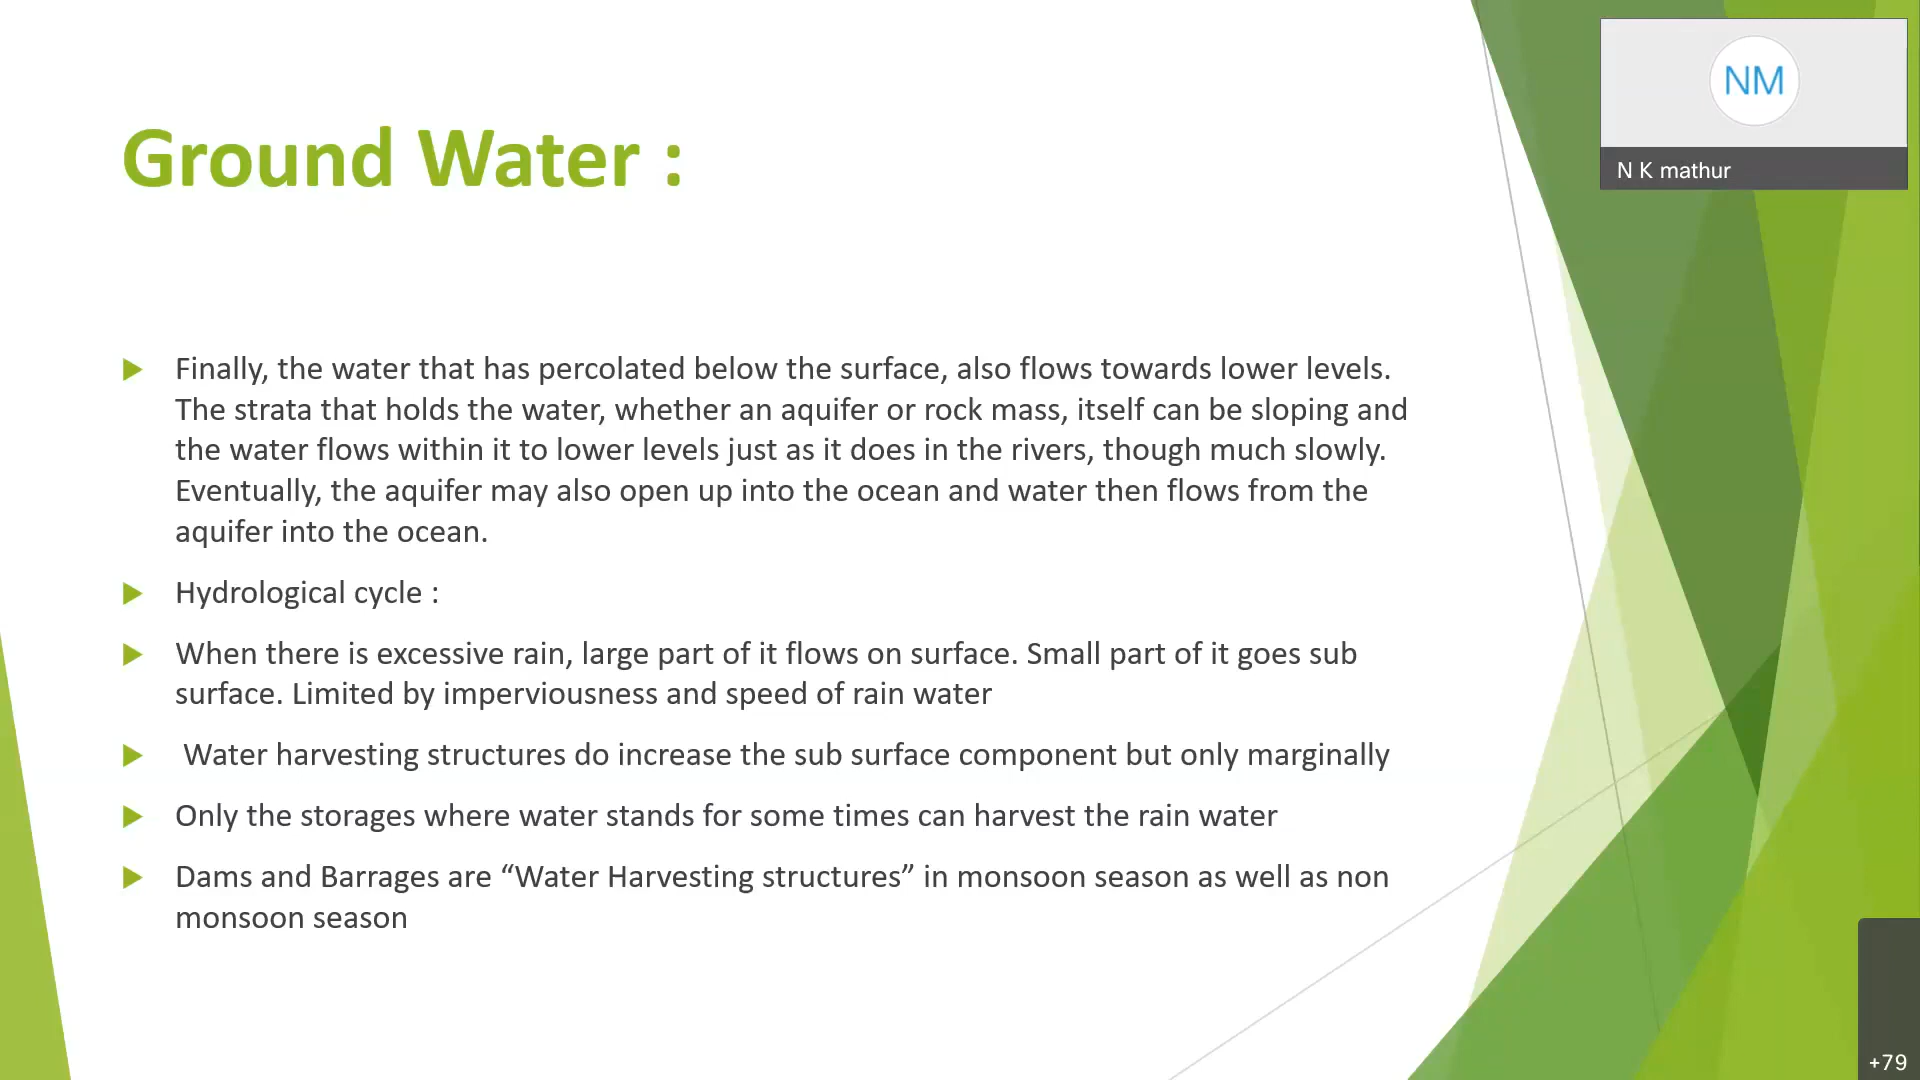 NM
N K mathur
Ground Water :
Finally, the water that has percolated below the surface, also flows towards lower levels.
The strata that holds the water, whether an aquifer or rock mass, itself can be sloping and
the water flows within it to lower levels just as it does in the rivers, though much slowly.
Eventually, the aquifer may also open up into the ocean and water then flows from the
aquifer into the ocean.
Hydrological cycle :
When there is excessive rain, large part of it flows on surface. Small part of it goes sub
surface. Limited by imperviousness and speed of rain water
Water harvesting structures do increase the sub surface component but only marginally
Only the storages where water stands for some times can harvest the rain water
Dams and Barrages are “Water Harvesting structures” in monsoon season as well as non
monsoon season
+79